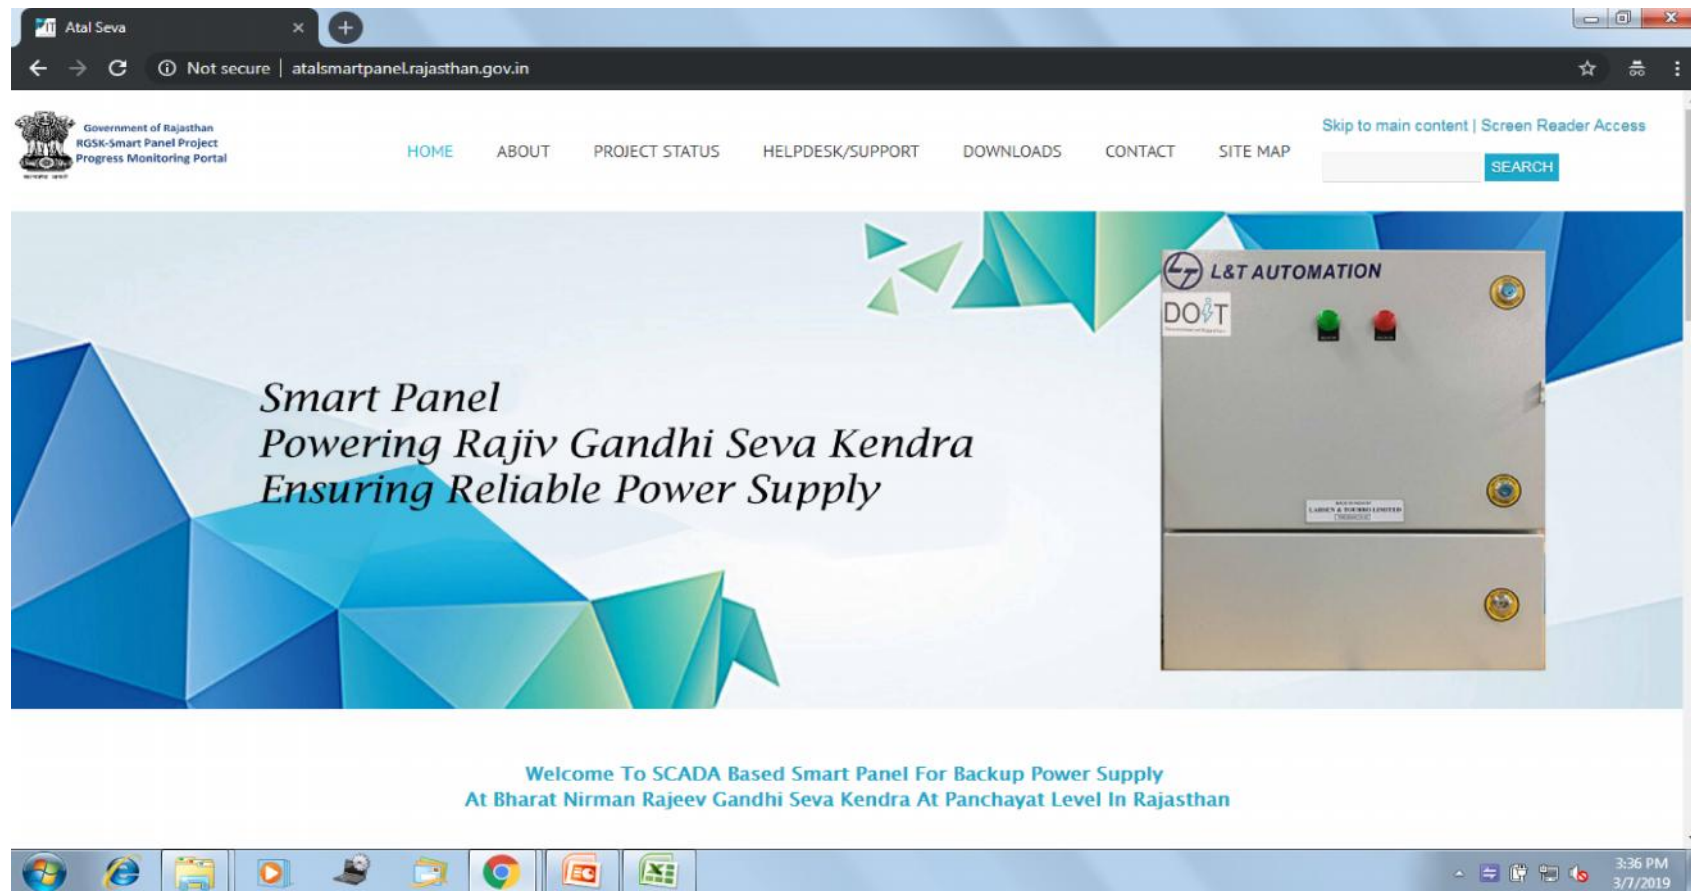 Atal Seva
Not secure | atalsmartpanel.rajasthan.gov.in
Government of Rajasthan
RGSK-Smart Panel Project
Progress Monitoring Portal
HOME ABOUT PROJECT STATUS HELPDESK/SUPPORT DOWNLOADS CONTACT SITE MAP
Skip to main content | Screen Reader Access
SEARCH
L&T AUTOMATION
DOIT
Smart Panel
Powering Rajiv Gandhi Seva Kendra
Ensuring Reliable Power Supply
LARSEN & TOUBRO LIMITED
Welcome To SCADA Based Smart Panel For Backup Power Supply
At Bharat Nirman Rajeev Gandhi Seva Kendra At Panchayat Level In Rajasthan
3:36 PM
3/7/2019